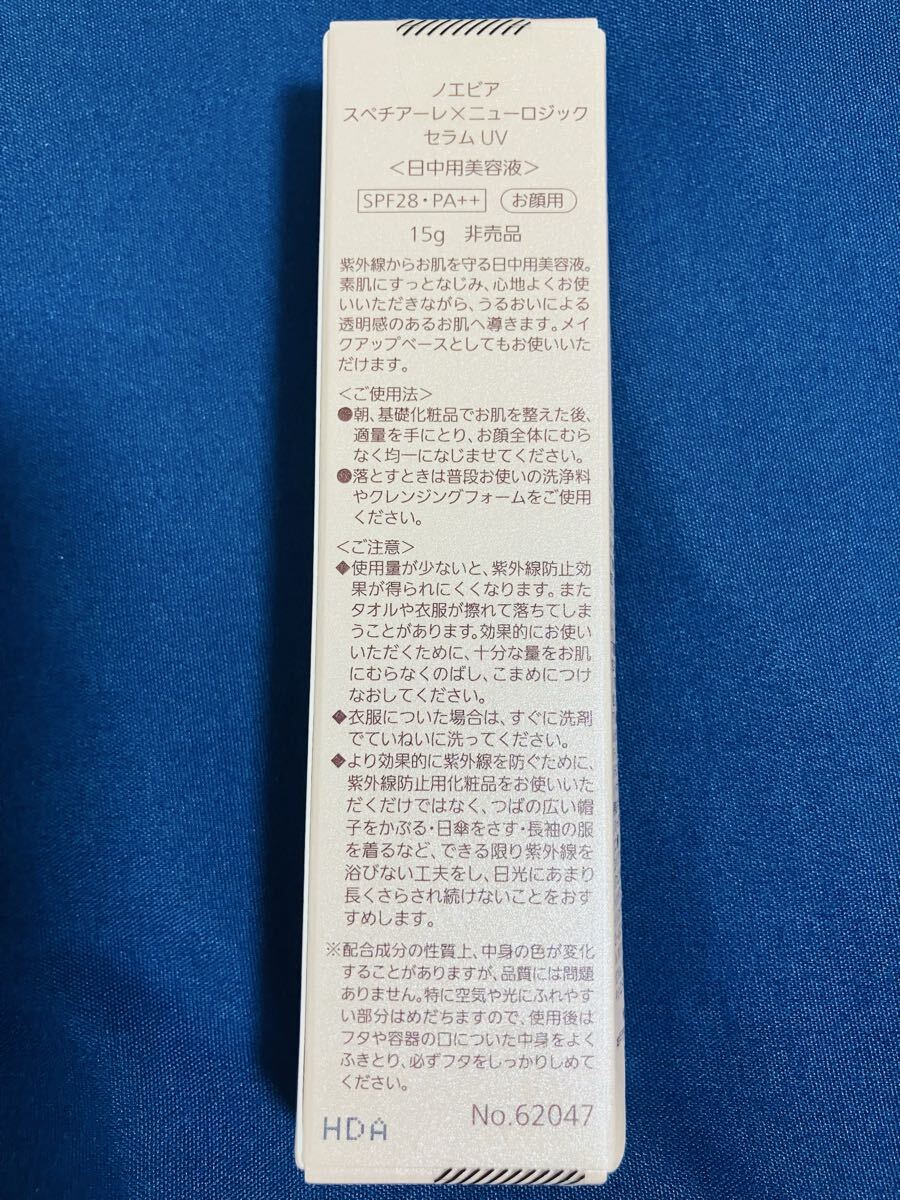 ノエビア
スペチアーレ×ニューロジック
セラム UV
＜日中用美容液＞
SPF28・PA++ お顔用
15g 非売品
紫外線からお肌を守る日中用美容液。
素肌にすっとなじみ、心地よくお使
いいただきながら、うるおいによる
透明感のあるお肌へ導きます。メイ
クアップベースとしてもお使いいた
だけます。
＜ご使用法＞
●朝、基礎化粧品でお肌を整えた後、
適量を手にとり、お顔全体にむら
なく均一になじませてください。
●落とすときは普段お使いの洗浄料
やクレンジングフォームをご使用
ください。
＜ご注意＞
◆使用量が少ないと、紫外線防止効
果が得られにくくなります。また
タオルや衣服が擦れて落ちてしま
うことがあります。効果的にお使い
いただくために、十分な量をお肌
にむらなくのばし、こまめにつけ
なおしてください。
◆衣服についた場合は、すぐに洗剤
でていねいに洗ってください。
◆より効果的に紫外線を防ぐために、
紫外線防止用化粧品をお使いいた
だくだけではなく、つばの広い帽
子をかぶる・日傘をさす・長袖の服
を着るなど、できる限り紫外線を
浴びない工夫をし、日光にあまり
長くさらされ続けないことをおす
すめします。
※配合成分の性質上、中身の色が変化
することがありますが、品質には問題
ありません。特に空気や光にふれやす
い部分はめだちますので、使用後は
フタや容器の口についた中身をよく
ふきとり、必ずフタをしっかりしめて
ください。
HDA No.62047